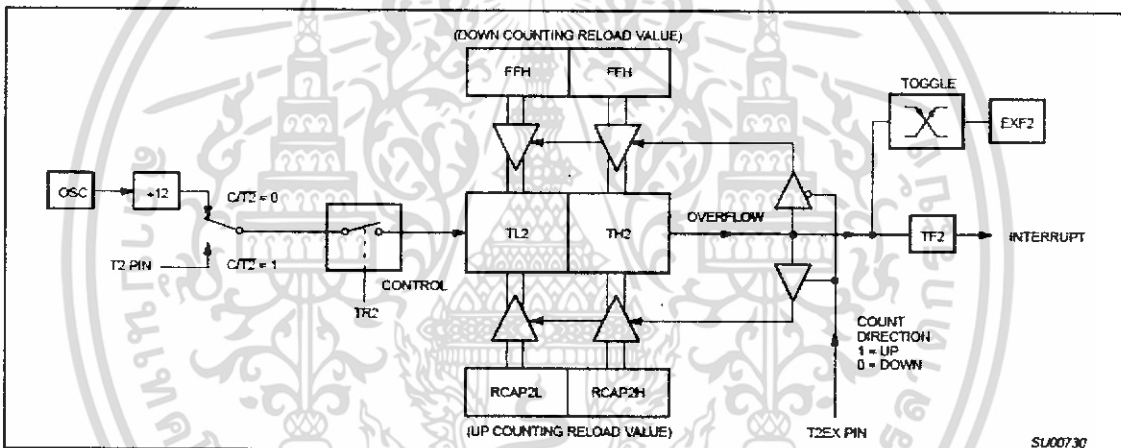 (DOWN COUNTING RELOAD VALUE)
FFH FFH
TOGGLE
EXF2
OSC
÷12
C/T2 = 0
TL2 TH2
OVERFLOW
TF2
INTERRUPT
T2 PIN
C/T2 = 1
CONTROL
TR2
COUNT
DIRECTION
1 = UP
0 = DOWN
RCAP2L RCAP2H
(UP COUNTING RELOAD VALUE)
T2EX PIN
SU00730